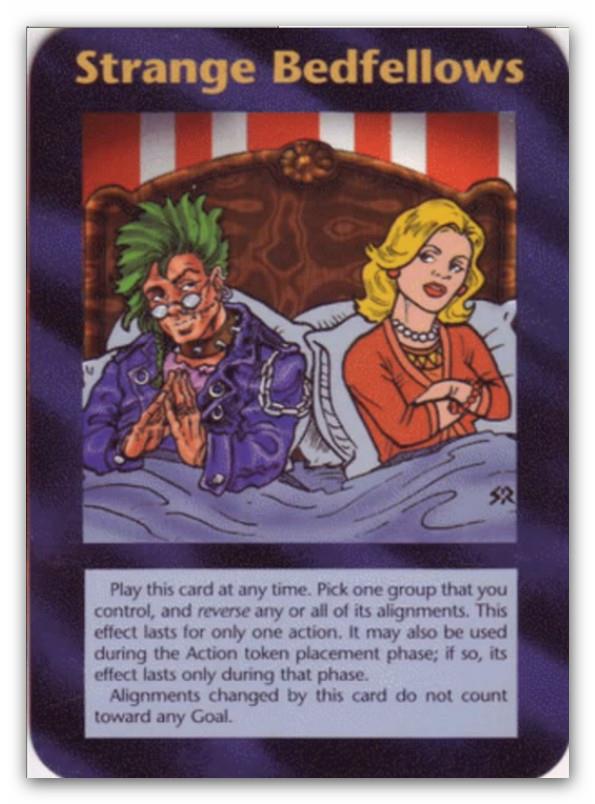 Strange Bedfellows
SR
Play this card at any time. Pick one group that you
control, and reverse any or all of its alignments. This
effect lasts for only one action. It may also be used
during the Action token placement phase; if so, its
effect lasts only during that phase.
Alignments changed by this card do not count
toward any Goal.